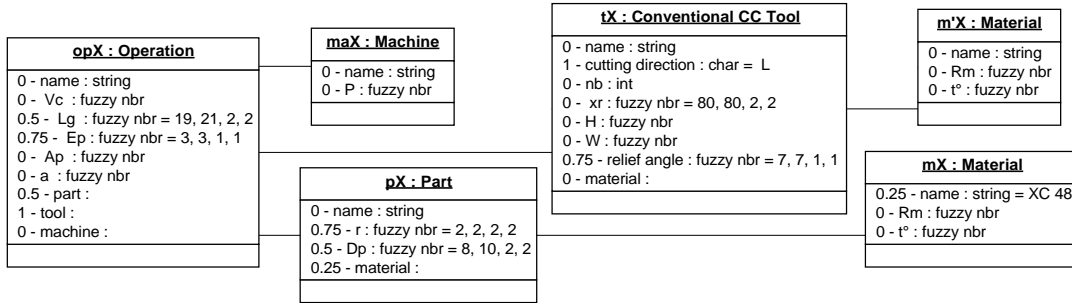 opX : Operation
0 - name : string
0 - Vc : fuzzy nbr
0.5 - Lg : fuzzy nbr = 19, 21, 2, 2
0.75 - Ep : fuzzy nbr = 3, 3, 1, 1
0 - Ap : fuzzy nbr
0 - a : fuzzy nbr
0.5 - part :
1 - tool :
0 - machine :
maX : Machine
0 - name : string
0 - P : fuzzy nbr
pX : Part
0 - name : string
0.75 - r : fuzzy nbr = 2, 2, 2, 2
0.5 - Dp : fuzzy nbr = 8, 10, 2, 2
0.25 - material :
tX : Conventional CC Tool
0 - name : string
1 - cutting direction : char = L
0 - nb : int
0 - xr : fuzzy nbr = 80, 80, 2, 2
0 - H : fuzzy nbr
0 - W : fuzzy nbr
0.75 - relief angle : fuzzy nbr = 7, 7, 1, 1
0 - material :
m'X : Material
0 - name : string
0 - Rm : fuzzy nbr
0 - t° : fuzzy nbr
mX : Material
0.25 - name : string = XC 48
0 - Rm : fuzzy nbr
0 - t° : fuzzy nbr